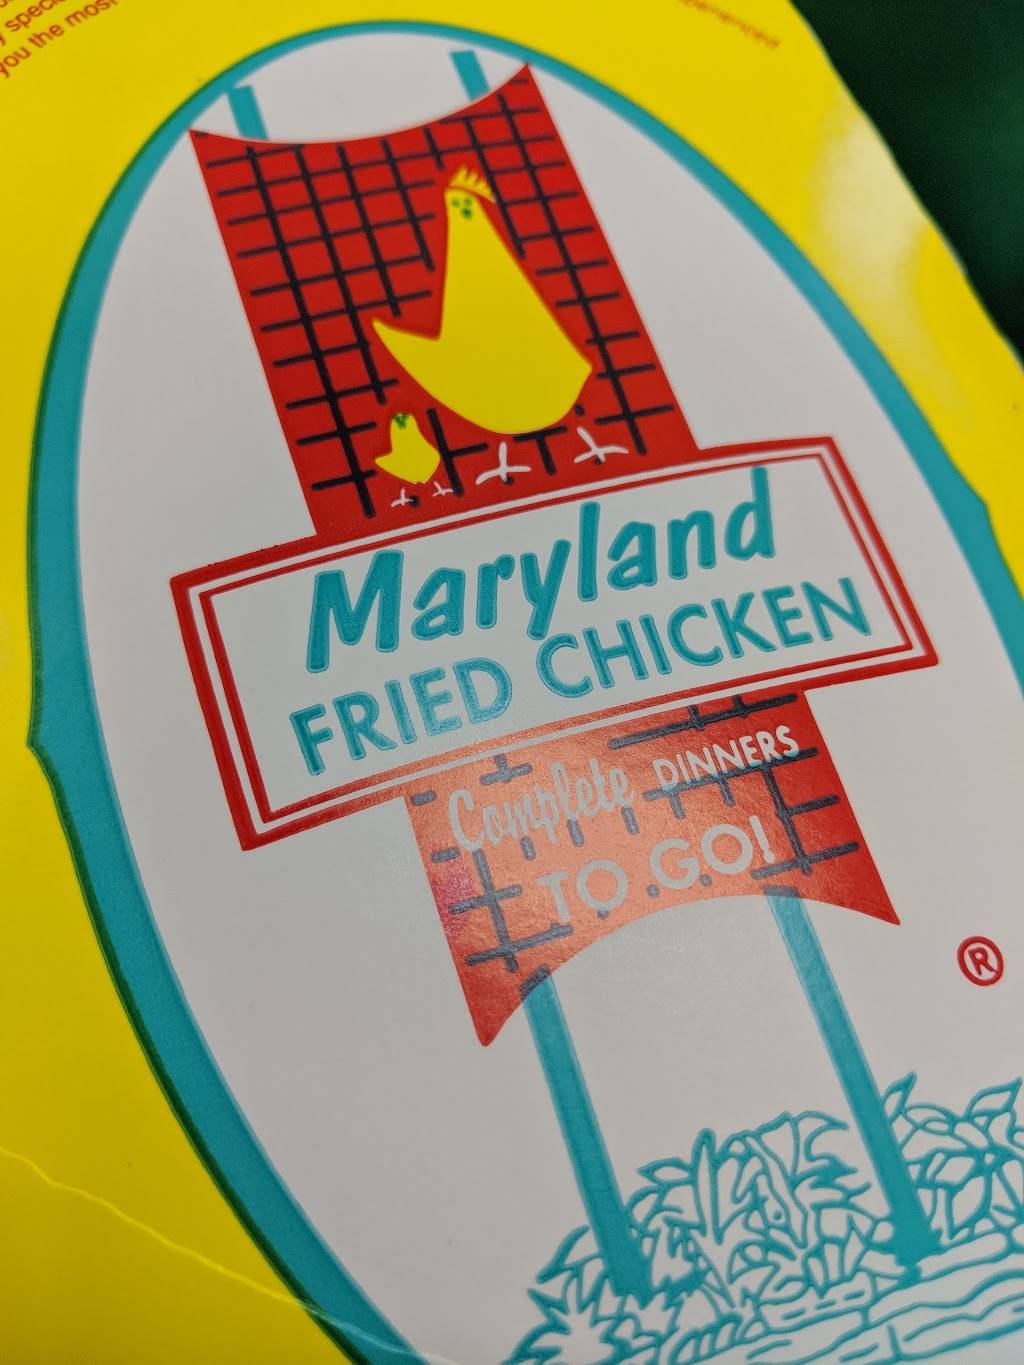 you the most
Maryland
FRIED CHICKEN
Complete DINNERS
TO GO!
®